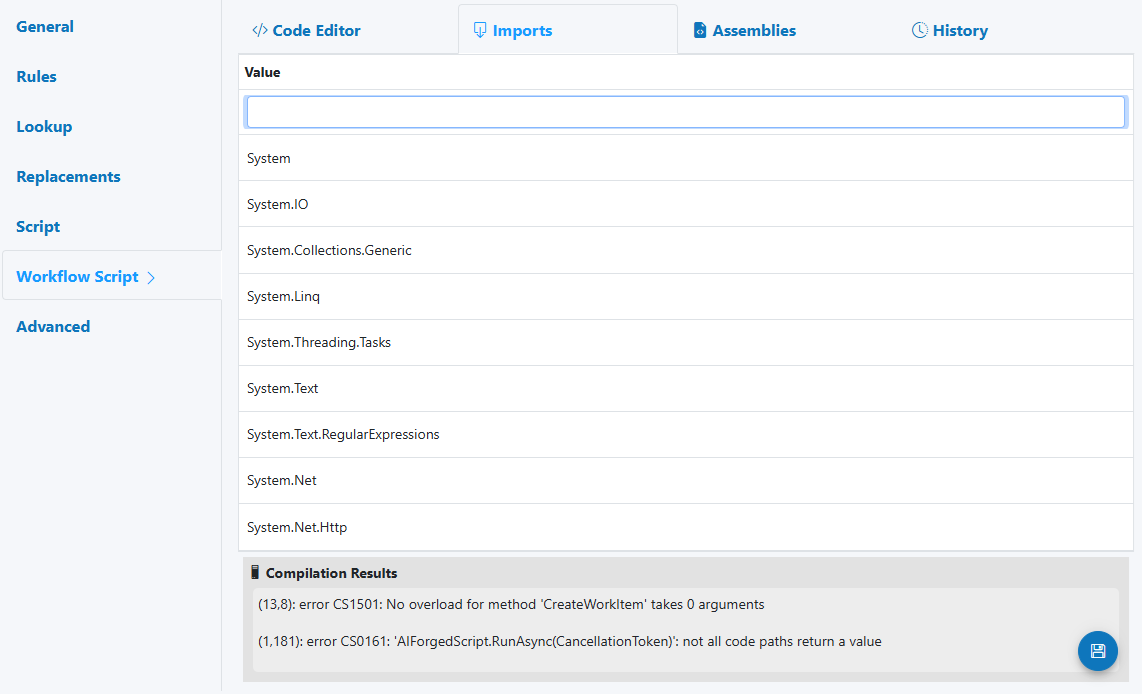 General
Rules
Lookup
Replacements
Script
Workflow Script
Advanced
Code Editor
Imports
Assemblies
History
Value
System
System.IO
System.Collections.Generic
System.Linq
System.Threading.Tasks
System.Text
System.Text.RegularExpressions
System.Net
System.Net.Http
Compilation Results
(13,8): error CS1501: No overload for method 'CreateWorkItem' takes 0 arguments
(1,181): error CS0161: 'AIForgedScript.RunAsync(CancellationToken)': not all code paths return a value